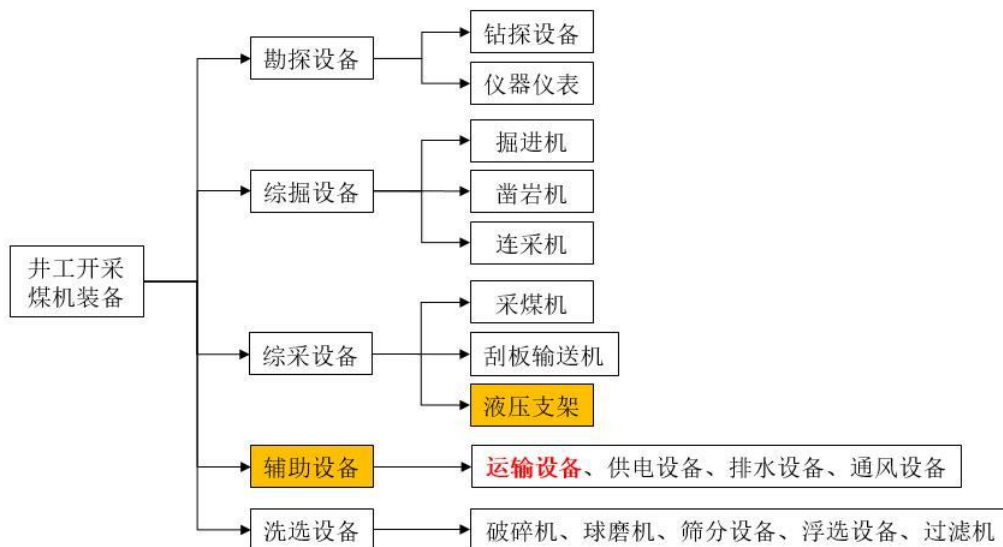 井工开采
煤机装备
勘探设备
钻探设备
仪器仪表
综掘设备
掘进机
凿岩机
连采机
综采设备
采煤机
刮板输送机
液压支架
辅助设备
运输设备、供电设备、排水设备、通风设备
洗选设备
破碎机、球磨机、筛分设备、浮选设备、过滤机